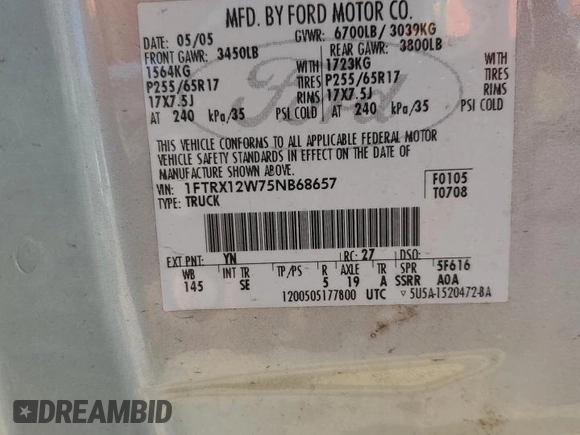 MFD. BY FORD MOTOR CO.
DATE: 05/05 GVWR: 6700LB/ 3039KG
FRONT GAWR: 3450LB REAR GAWR: 3800LB
1564KG WITH 1723KG WITH
P255/65R17 TIRES P255/65R17 TIRES
17X7.5J RIMS 17X7.5J RIMS
AT 240 kPa/35 PSI COLD AT 240 kPa/35 PSI COLD
THIS VEHICLE CONFORMS TO ALL APPLICABLE FEDERAL MOTOR
VEHICLE SAFETY STANDARDS IN EFFECT ON THE DATE OF
MANUFACTURE SHOWN ABOVE.
VIN: 1FTRX12W75NB68657 F0105
TYPE: TRUCK T0708
EXT PNT: YN RC: 27 DSO:
WB INT TR TP/PS R AXLE TR SPR 5F616
145 SE 5 19 A SSRR AOA
1200505177800 UTC ▽ 5U5A-1520472-BA
Ford
DREAMBID